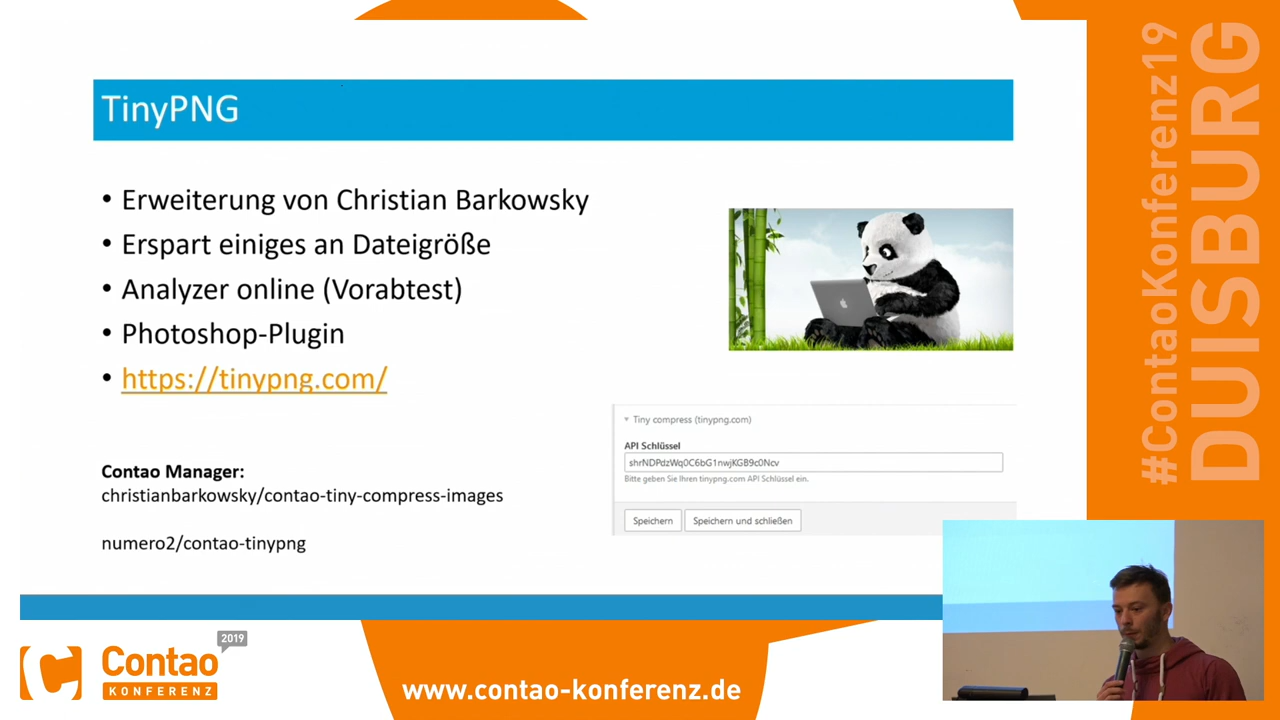 TinyPNG
• Erweiterung von Christian Barkowsky
• Erspart einiges an Dateigröße
• Analyzer online (Vorabtest)
• Photoshop-Plugin
• https://tinypng.com/
Contao Manager:
christianbarkowsky/contao-tiny-compress-images
numero2/contao-tinypng
Tiny compress (tinypng.com)
API Schlüssel
shrNDPdzWq0C6bG1nwjKGB9c0Ncv
Bitte geben Sie Ihren tinypng.com API Schlüssel ein.
Speichern
Speichern und schließen
#ContaoKonferenz19
DUISBURG
2019
Contao
KONFERENZ
www.contao-konferenz.de